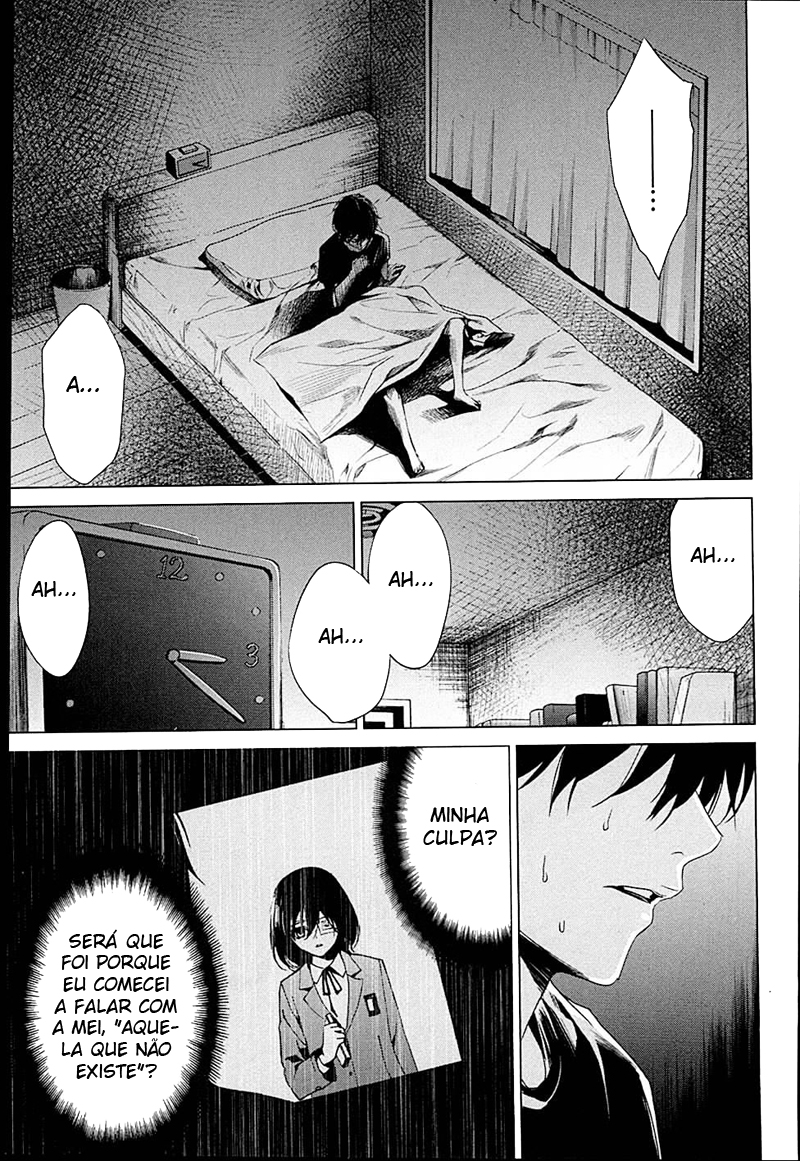 —...
A...
AH...
AH...
AH...
AH...
12
3
MINHA
CULPA?
SERÁ QUE
FOI PORQUE
EU COMECEI
A FALAR COM
A MEI, "AQUE-
LA QUE NÃO
EXISTE"?